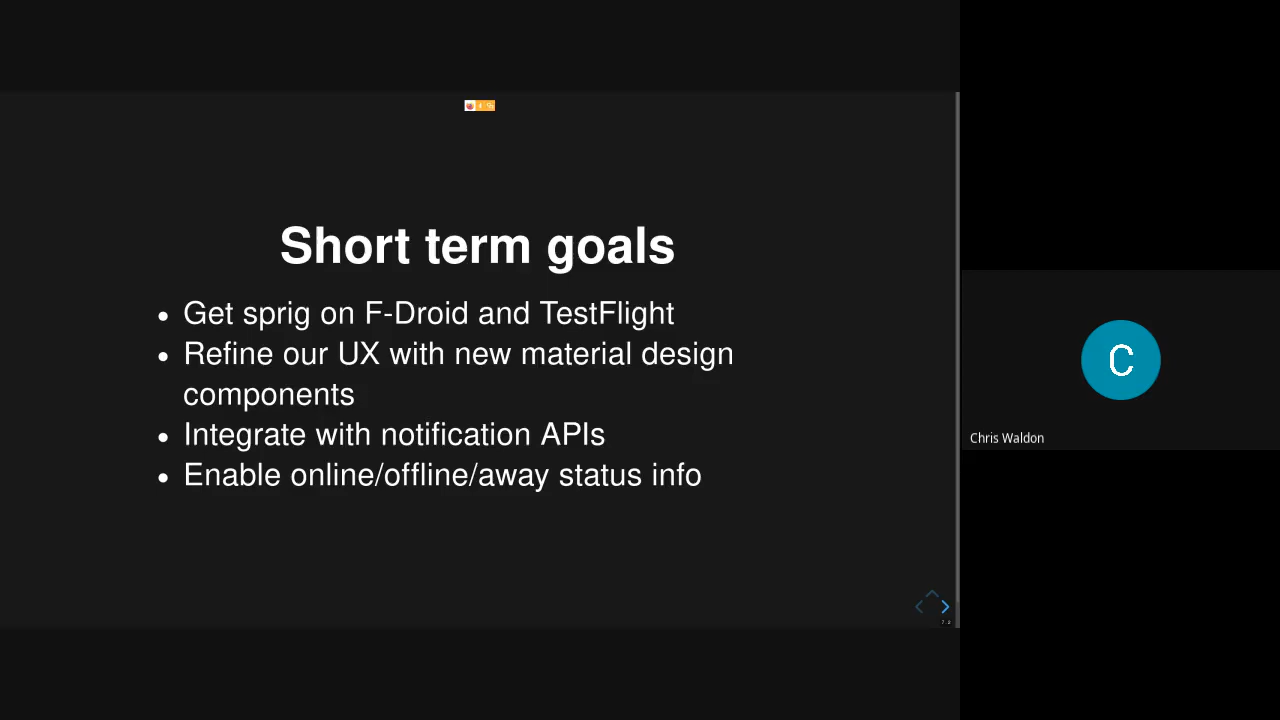 Short term goals
Get sprig on F-Droid and TestFlight
Refine our UX with new material design
components
Integrate with notification APIs
Enable online/offline/away status info
C
Chris Waldon